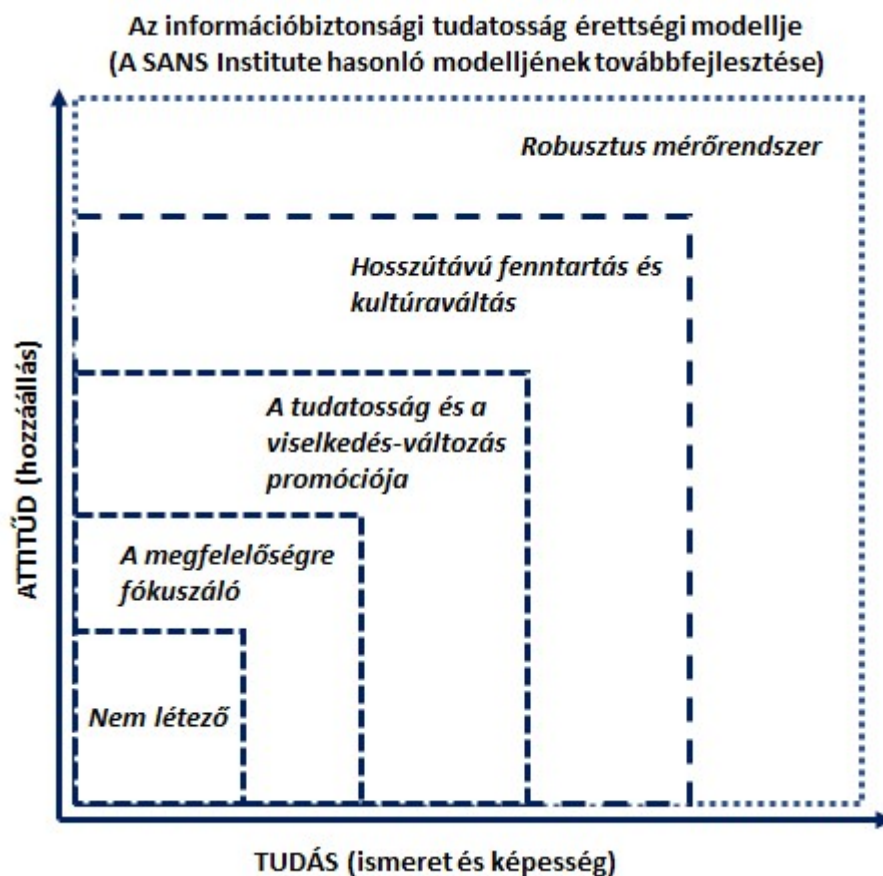 Az információbiztonsági tudatosság érettségi modellje
(A SANS Institute hasonló modelljének továbbfejlesztése)
Robusztus mérőrendszer
Hosszútávú fenntartás és
kultúraváltás
A tudatosság és a
viselkedés-változás
promóciója
A megfelelőségre
fókuszáló
Nem létező
ATTITŰD (hozzáállás)
TUDÁS (ismeret és képesség)